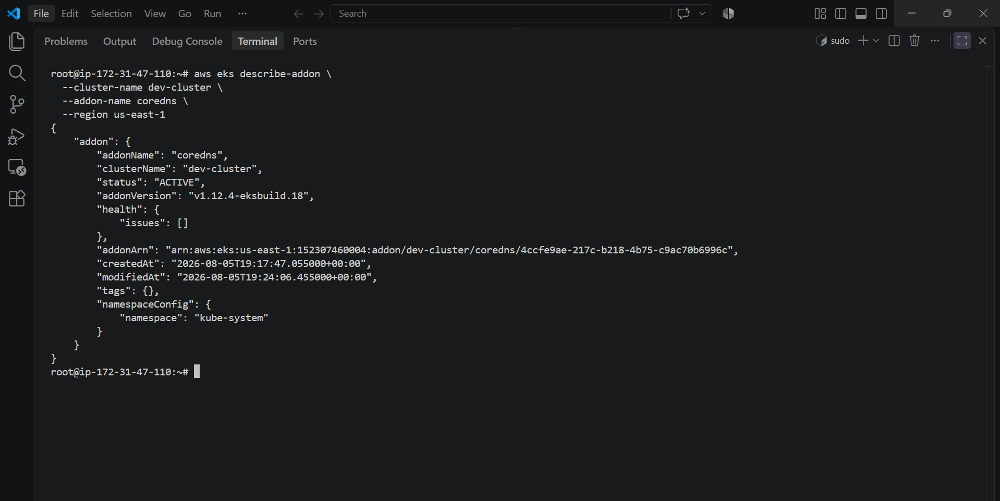 File Edit Selection View Go Run ···
Search
Problems Output Debug Console Terminal Ports
sudo
root@ip-172-31-47-110:~# aws eks describe-addon \
  --cluster-name dev-cluster \
  --addon-name coredns \
  --region us-east-1
{
    "addon": {
        "addonName": "coredns",
        "clusterName": "dev-cluster",
        "status": "ACTIVE",
        "addonVersion": "v1.12.4-eksbuild.18",
        "health": {
            "issues": []
        },
        "addonArn": "arn:aws:eks:us-east-1:152307460004:addon/dev-cluster/coredns/4ccfe9ae-217c-b218-4b75-c9ac70b6996c",
        "createdAt": "2026-08-05T19:17:47.055000+00:00",
        "modifiedAt": "2026-08-05T19:24:06.455000+00:00",
        "tags": {},
        "namespaceConfig": {
            "namespace": "kube-system"
        }
    }
}
root@ip-172-31-47-110:~#